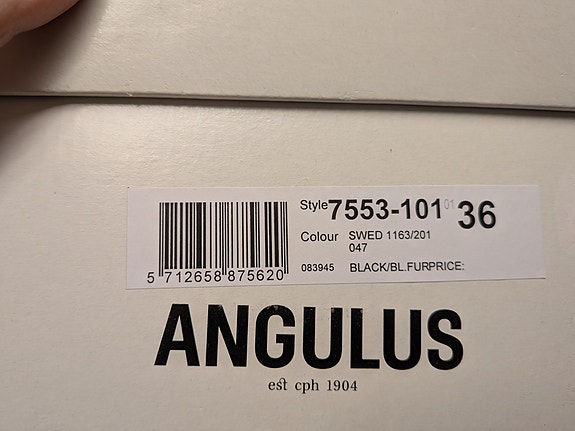 Style 7553-101 01 36
Colour SWED 1163/201
047
083945 BLACK/BL.FURPRICE:
5 712658 875620
ANGULUS
est cph 1904